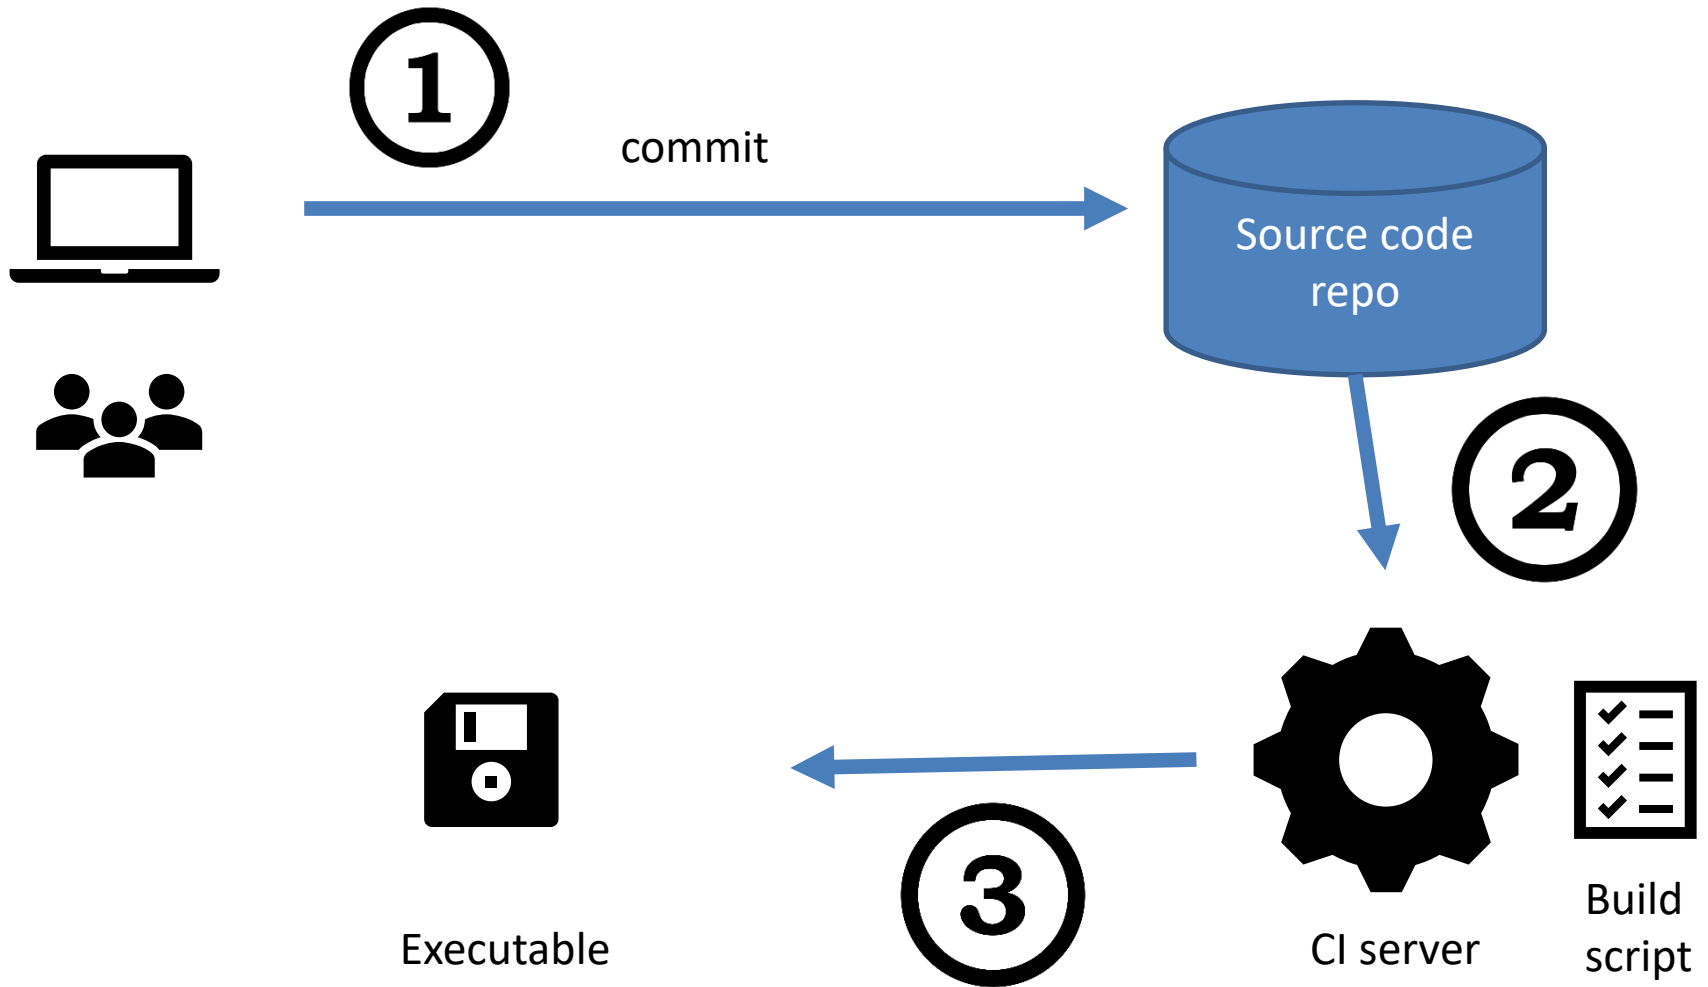 1
commit
Source code
repo
2
3
Executable
CI server
Build
script